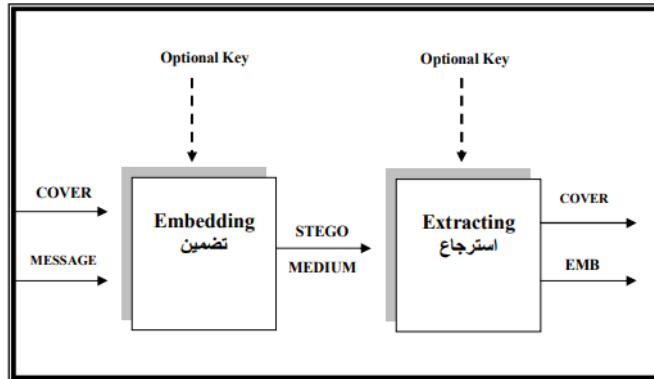 Optional Key
Optional Key
COVER
MESSAGE
Embedding
تضمين
STEGO
MEDIUM
Extracting
استرجاع
COVER
EMB